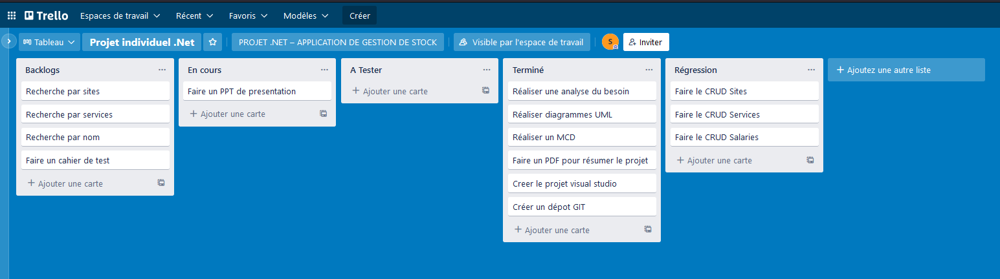 Trello Espaces de travail Récent Favoris Modèles Créer
Tableau Projet individuel .Net PROJET .NET – APPLICATION DE GESTION DE STOCK Visible par l'espace de travail S Inviter
Backlogs
Recherche par sites
Recherche par services
Recherche par nom
Faire un cahier de test
+ Ajouter une carte
En cours
Faire un PPT de presentation
+ Ajouter une carte
A Tester
+ Ajouter une carte
Terminé
Réaliser une analyse du besoin
Réaliser diagrammes UML
Réaliser un MCD
Faire un PDF pour résumer le projet
Creer le projet visual studio
Créer un dépot GIT
+ Ajouter une carte
Régression
Faire le CRUD Sites
Faire le CRUD Services
Faire le CRUD Salaries
+ Ajouter une carte
+ Ajoutez une autre liste